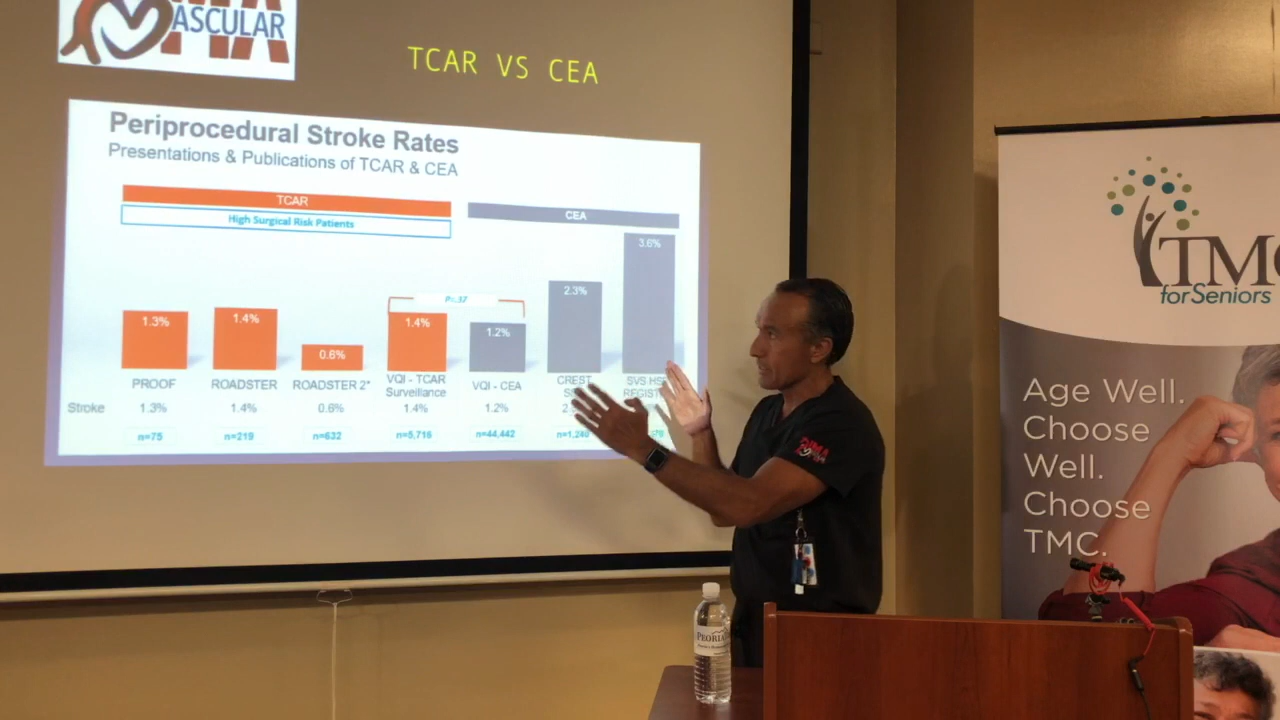 ASCULAR
TCAR VS CEA
Periprocedural Stroke Rates
Presentations & Publications of TCAR & CEA
TCAR
High Surgical Risk Patients
CEA
3.6%
2.3%
1.3%
1.4%
0.6%
1.4%
1.2%
PROOF
ROADSTER
ROADSTER 2*
VQI - TCAR
Surveillance
VQI - CEA
CREST
SVS
Stroke
1.3%
1.4%
0.6%
1.4%
1.2%
n=75
n=219
n=632
n=5,716
n=44,442
TMC
for Seniors
Age Well.
Choose
Well.
Choose
TMC.
PIMA
PEORIA